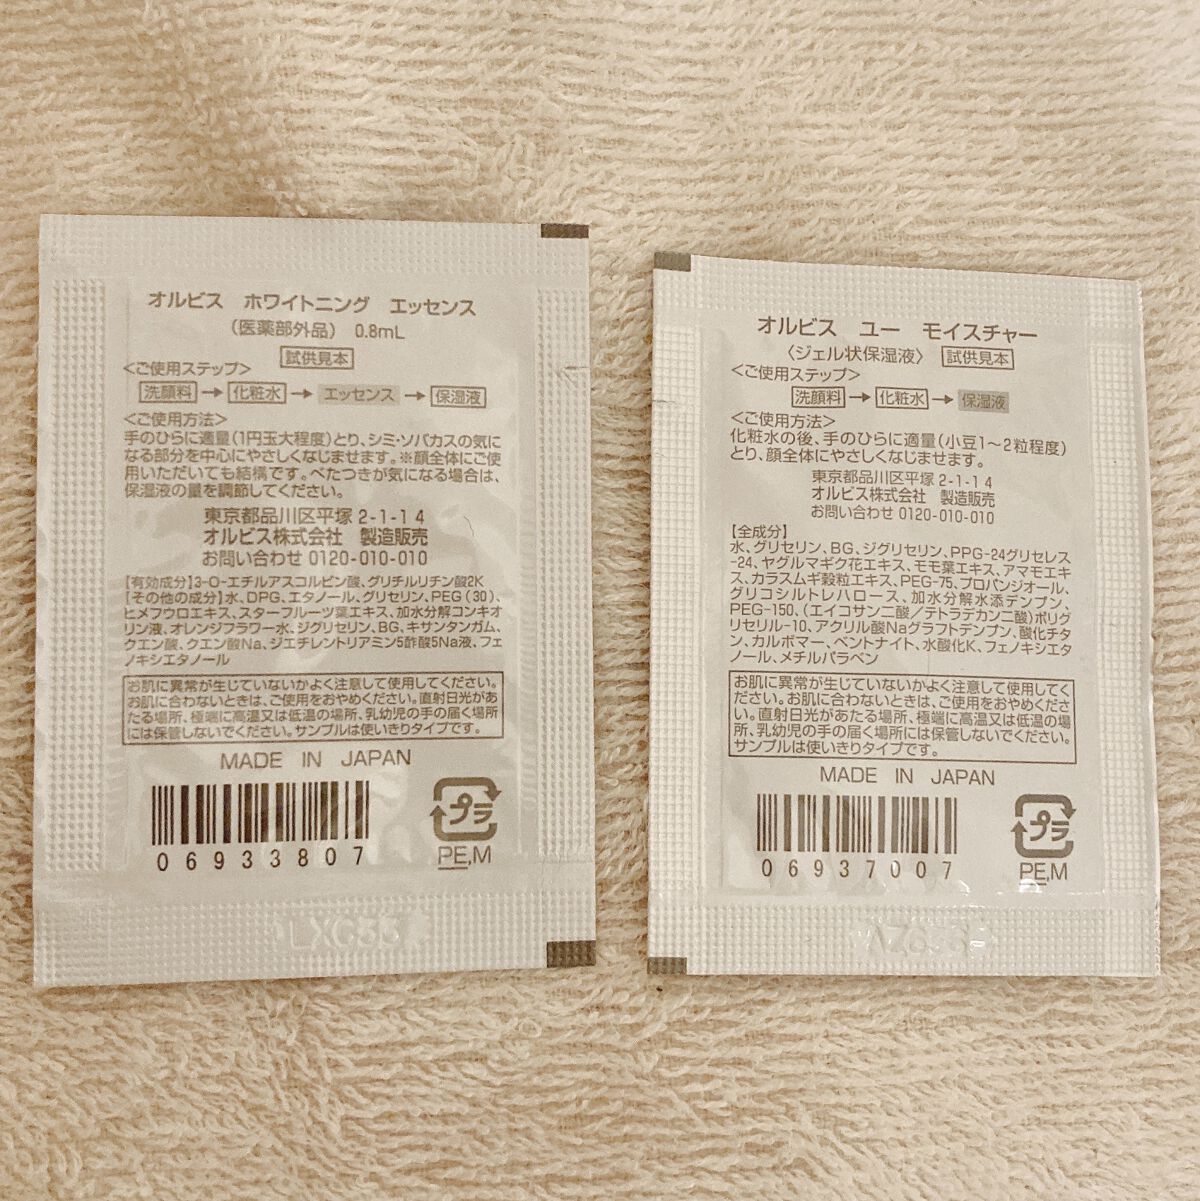 オルビス ホワイトニング エッセンス
(医薬部外品) 0.8mL
試供見本
<ご使用ステップ>
洗顔料→化粧水→エッセンス→保湿液
<ご使用方法>
手のひらに適量(1円玉大程度)とり、シミ・ソバカスの気に
なる部分を中心にやさしくなじませます。※顔全体にご使
用いただいても結構です。べたつきが気になる場合は、
保湿液の量を調節してください。
東京都品川区平塚 2-1-14
オルビス株式会社 製造販売
お問い合わせ 0120-010-010
【有効成分】3-O-エチルアスコルビン酸、グリチルリチン酸2K
【その他の成分】水、DPG、エタノール、グリセリン、PEG(30)、
ヒメフウロエキス、スターフルーツ葉エキス、加水分解コンキオ
リン液、オレンジフラワー水、ジグリセリン、BG、キサンタンガム、
クエン酸、クエン酸Na、ジエチレントリアミン5酢酸5Na液、フェ
ノキシエタノール
お肌に異常が生じていないかよく注意して使用してください。
お肌に合わないときは、ご使用をおやめください。直射日光があ
たる場所、極端に高温又は低温の場所、乳幼児の手の届く場所
には保管しないでください。サンプルは使いきりタイプです。
MADE IN JAPAN
06933807
プラ
PE,M
LXC33
オルビス ユー モイスチャー
〈ジェル状保湿液〉 試供見本
<ご使用ステップ>
洗顔料→化粧水→保湿液
<ご使用方法>
化粧水の後、手のひらに適量(小豆1〜2粒程度)
とり、顔全体にやさしくなじませます。
東京都品川区平塚 2-1-14
オルビス株式会社 製造販売
お問い合わせ 0120-010-010
【全成分】
水、グリセリン、BG、ジグリセリン、PPG-24グリセレス
-24、ヤグルマギク花エキス、モモ葉エキス、アマモエキ
ス、カラスムギ穀粒エキス、PEG-75、プロパンジオール、
グリコシルトレハロース、加水分解水添デンプン、
PEG-150、(エイコサン二酸/テトラデカン二酸)ポリグ
リセリル-10、アクリル酸Naグラフトデンプン、酸化チタ
ン、カルボマー、ベントナイト、水酸化K、フェノキシエタ
ノール、メチルパラベン
お肌に異常が生じていないかよく注意して使用してく
ださい。お肌に合わないときは、ご使用をおやめくださ
い。直射日光があたる場所、極端に高温又は低温の場
所、乳幼児の手の届く場所には保管しないでください。
サンプルは使いきりタイプです。
MADE IN JAPAN
06937007
プラ
PE,M